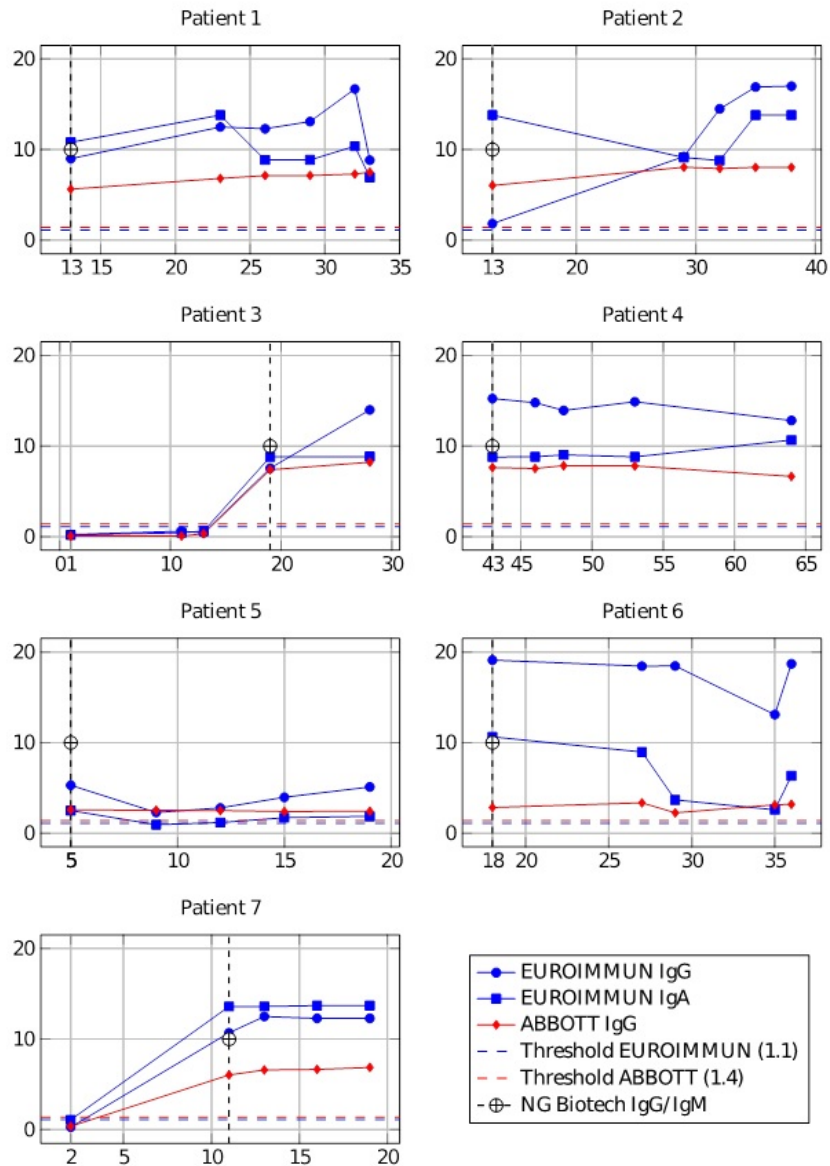 Patient 1
Patient 2
20
10
0
13 15 20 25 30 35
20
10
0
13 20 30 40
Patient 3
Patient 4
20
10
0
0 1 10 20 30
20
10
0
43 45 50 55 60 65
Patient 5
Patient 6
20
10
0
5 10 15 20
20
10
0
18 20 25 30 35
Patient 7
20
10
0
2 5 10 15 20
EUROIMMUN IgG
EUROIMMUN IgA
ABBOTT IgG
Threshold EUROIMMUN (1.1)
Threshold ABBOTT (1.4)
NG Biotech IgG/IgM